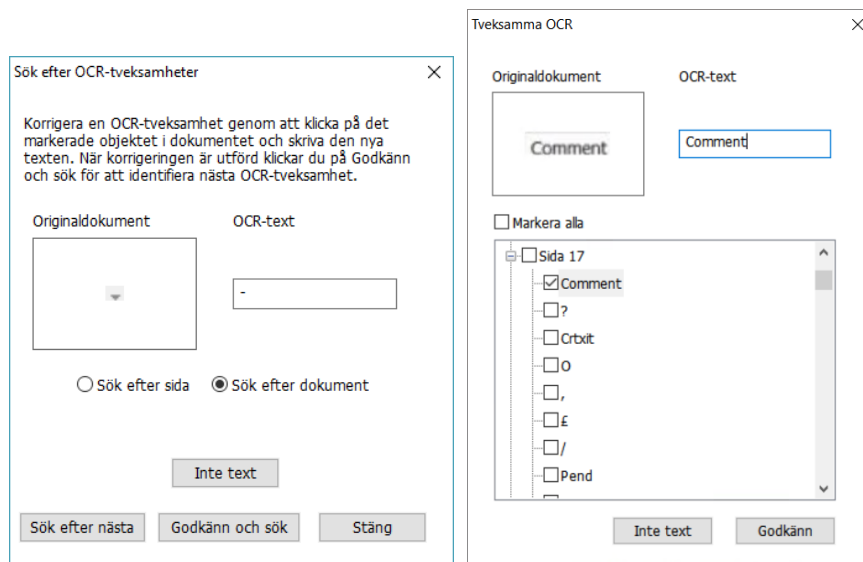 Sök efter OCR-tveksamheter
Korrigera en OCR-tveksamhet genom att klicka på det
markerade objektet i dokumentet och skriva den nya
texten. När korrigeringen är utförd klickar du på Godkänn
och sök för att identifiera nästa OCR-tveksamhet.
Originaldokument OCR-text
-
Sök efter sida Sök efter dokument
Inte text
Sök efter nästa Godkänn och sök Stäng
Tveksamma OCR
Originaldokument OCR-text
Comment Comment
Markera alla
Sida 17
Comment
?
Crtxit
O
,
£
/
Pend
Inte text Godkänn